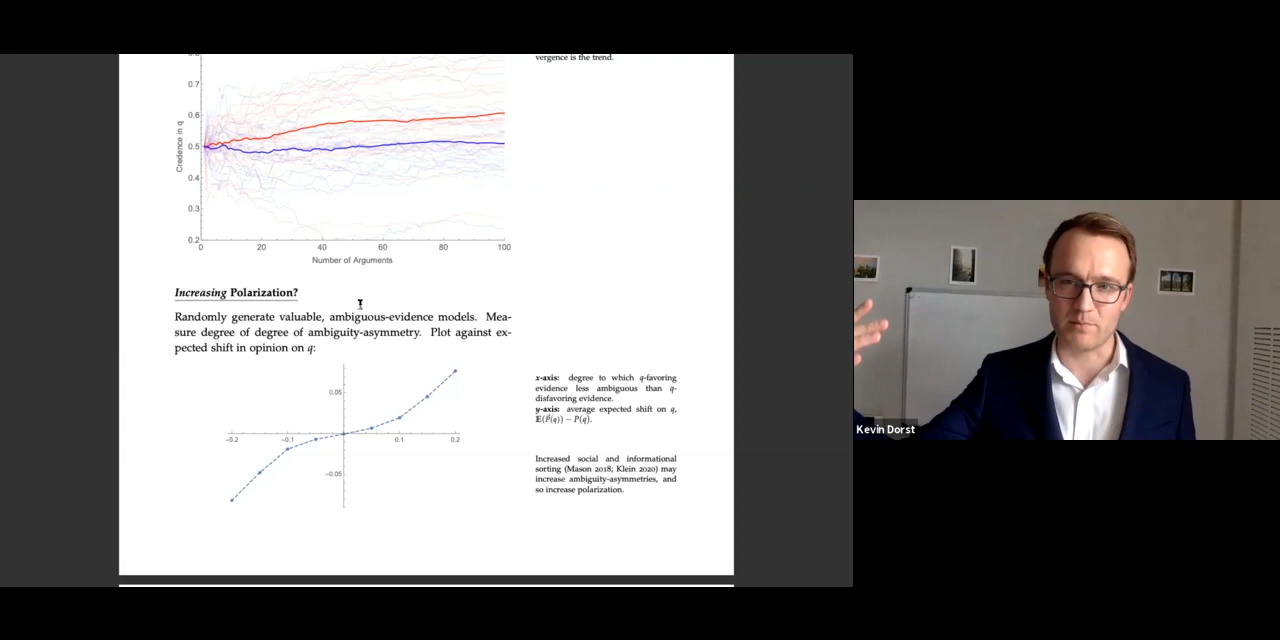 vergence is the trend.
0.7
0.6
0.5
0.4
0.3
0.2
Credence in q
0
20
40
60
80
100
Number of Arguments
Increasing Polarization?
Randomly generate valuable, ambiguous-evidence models. Mea-
sure degree of degree of ambiguity-asymmetry. Plot against ex-
pected shift in opinion on q:
0.05
-0.2
-0.1
0.1
0.2
-0.05
x-axis: degree to which q-favoring
evidence less ambiguous than q-
disfavoring evidence.
y-axis: average expected shift on q,
𝔼(P̃(q)) − P(q).
Increased social and informational
sorting (Mason 2018; Klein 2020) may
increase ambiguity-asymmetries, and
so increase polarization.
Kevin Dorst